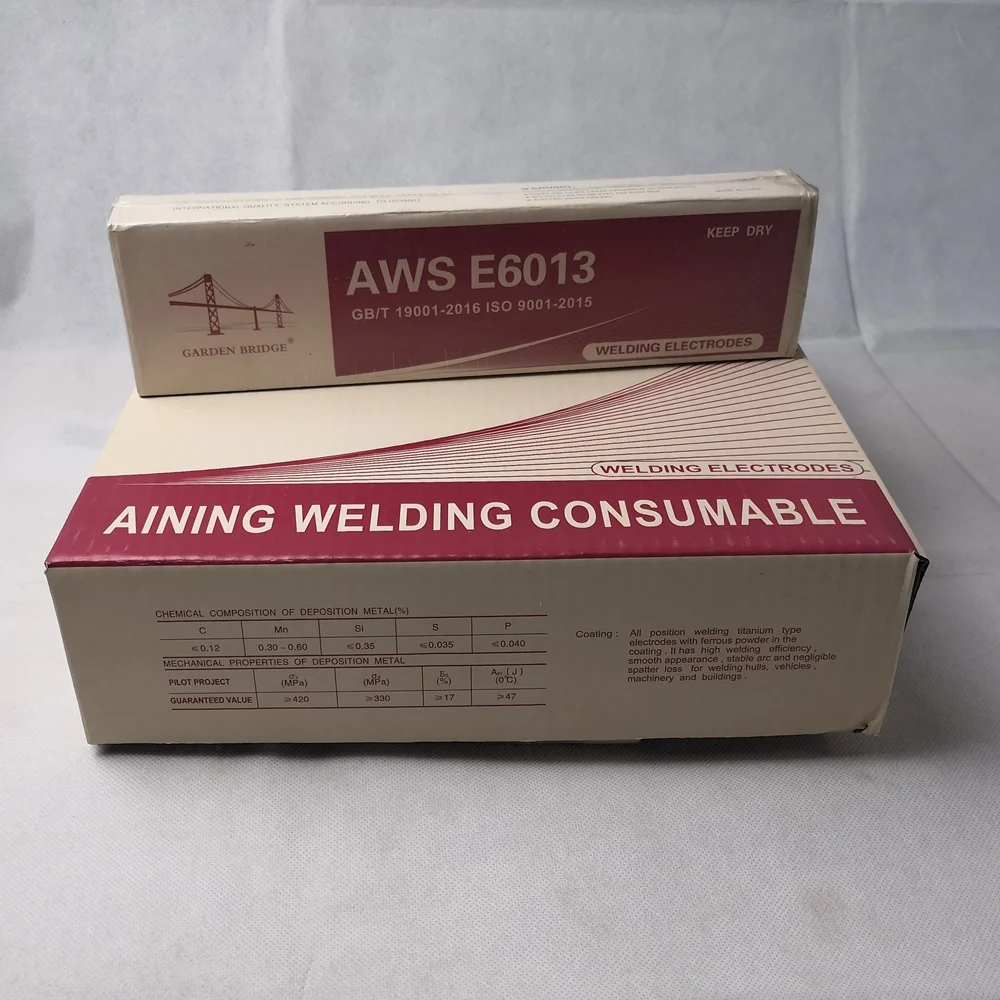 INTERNATIONAL QUALITY SYSTEM ACCORDING TO ISO9001
WARNING:
KEEP DRY
AWS E6013
GB/T 19001-2016 ISO 9001-2015
GARDEN BRIDGE®
WELDING ELECTRODES
WELDING ELECTRODES
AINING WELDING CONSUMABLE
CHEMICAL COMPOSITION OF DEPOSITION METAL(%)
C Mn SI S P
≤0.12 0.30~0.60 ≤0.35 ≤0.035 ≤0.040
MECHANICAL PROPERTIES OF DEPOSITION METAL
PILOT PROJECT (MPa) (MPa) (%) (J) (0℃)
GUARANTEED VALUE ≥420 ≥330 ≥17 ≥47
Coating : All position welding titanium type
electrodes with ferrous powder in the
coating . It has high welding efficiency ,
smooth appearance , stable arc and negligible
spatter loss for welding hulls, vehicles ,
machinery and buildings .